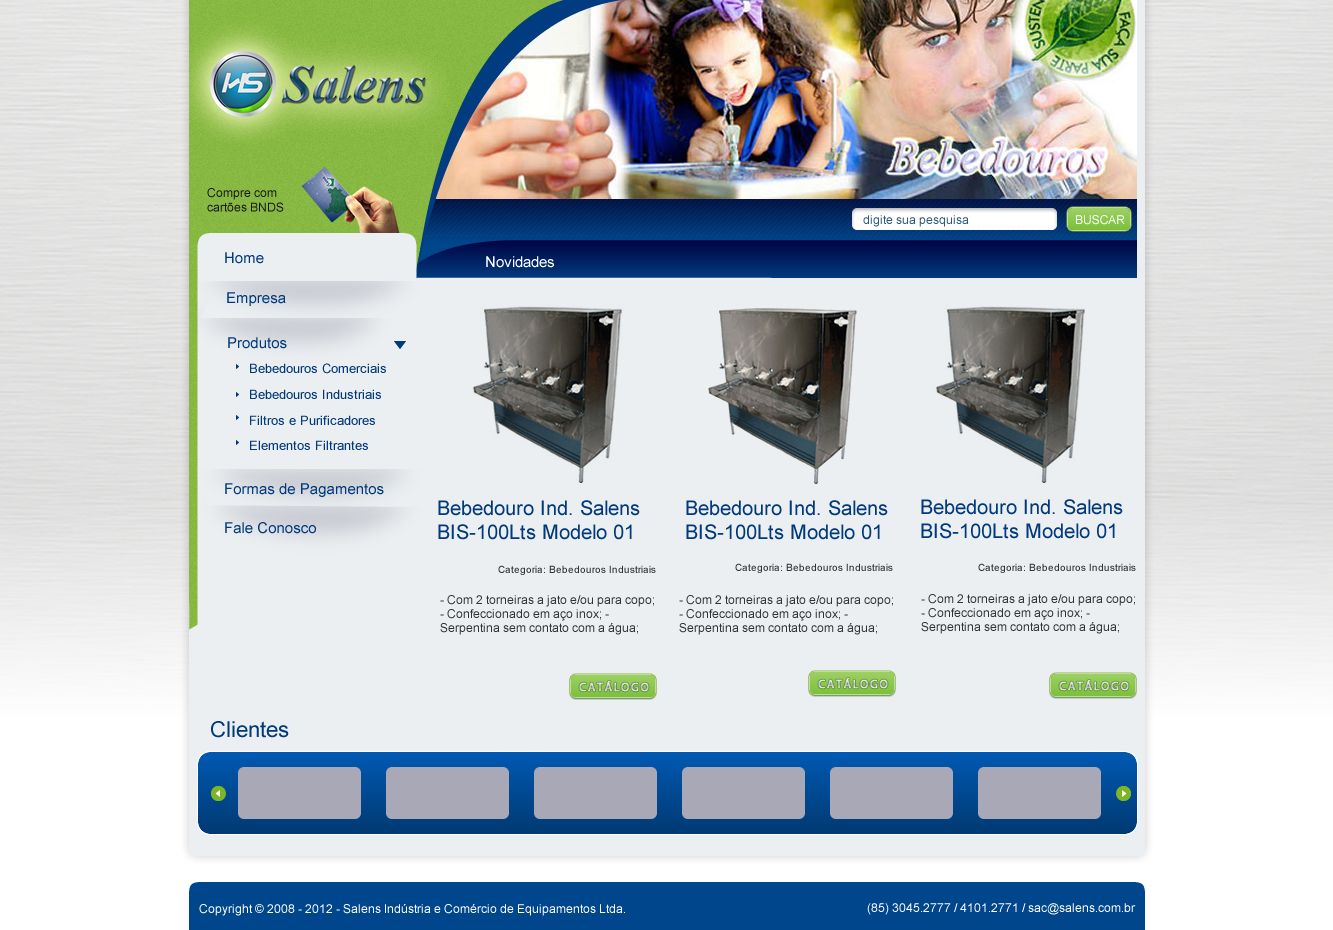 HS Salens
Compre com
cartões BNDS
FAÇA SUA PARTE
Bebedouros
digite sua pesquisa
BUSCAR
Novidades
Home
Empresa
Produtos
Bebedouros Comerciais
Bebedouros Industriais
Filtros e Purificadores
Elementos Filtrantes
Formas de Pagamentos
Fale Conosco
Bebedouro Ind. Salens
BIS-100Lts Modelo 01
Categoria: Bebedouros Industriais
- Com 2 torneiras a jato e/ou para copo;
- Confeccionado em aço inox; -
Serpentina sem contato com a água;
CATÁLOGO
Bebedouro Ind. Salens
BIS-100Lts Modelo 01
Categoria: Bebedouros Industriais
- Com 2 torneiras a jato e/ou para copo;
- Confeccionado em aço inox; -
Serpentina sem contato com a água;
CATÁLOGO
Bebedouro Ind. Salens
BIS-100Lts Modelo 01
Categoria: Bebedouros Industriais
- Com 2 torneiras a jato e/ou para copo;
- Confeccionado em aço inox; -
Serpentina sem contato com a água;
CATÁLOGO
Clientes
Copyright © 2008 - 2012 - Salens Indústria e Comércio de Equipamentos Ltda.
(85) 3045.2777 / 4101.2771 / sac@salens.com.br